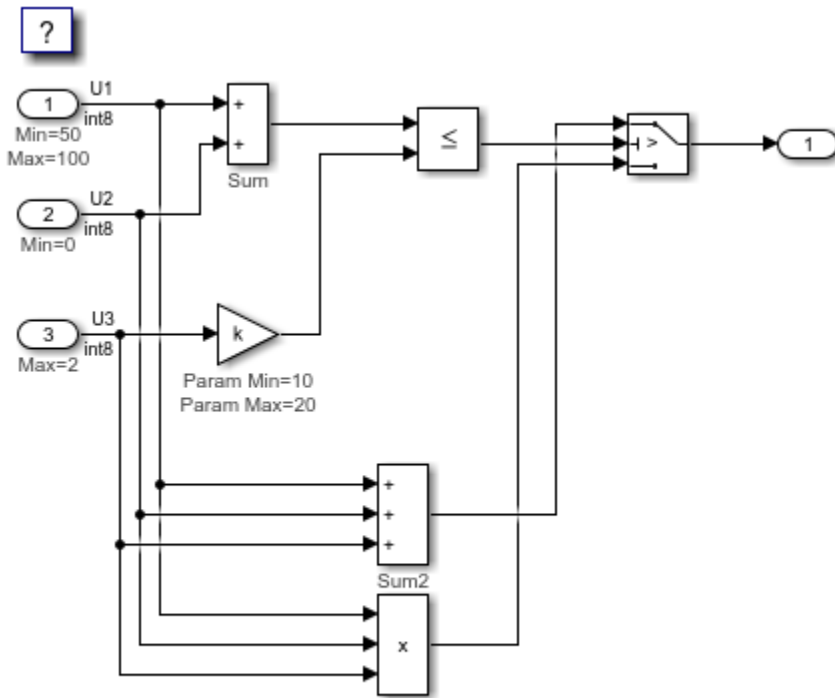 ?
U1
1
int8
Min=50
Max=100
+
+
Sum
≤
>
1
U2
2
int8
Min=0
U3
3
int8
Max=2
k
Param Min=10
Param Max=20
+
+
+
Sum2
x